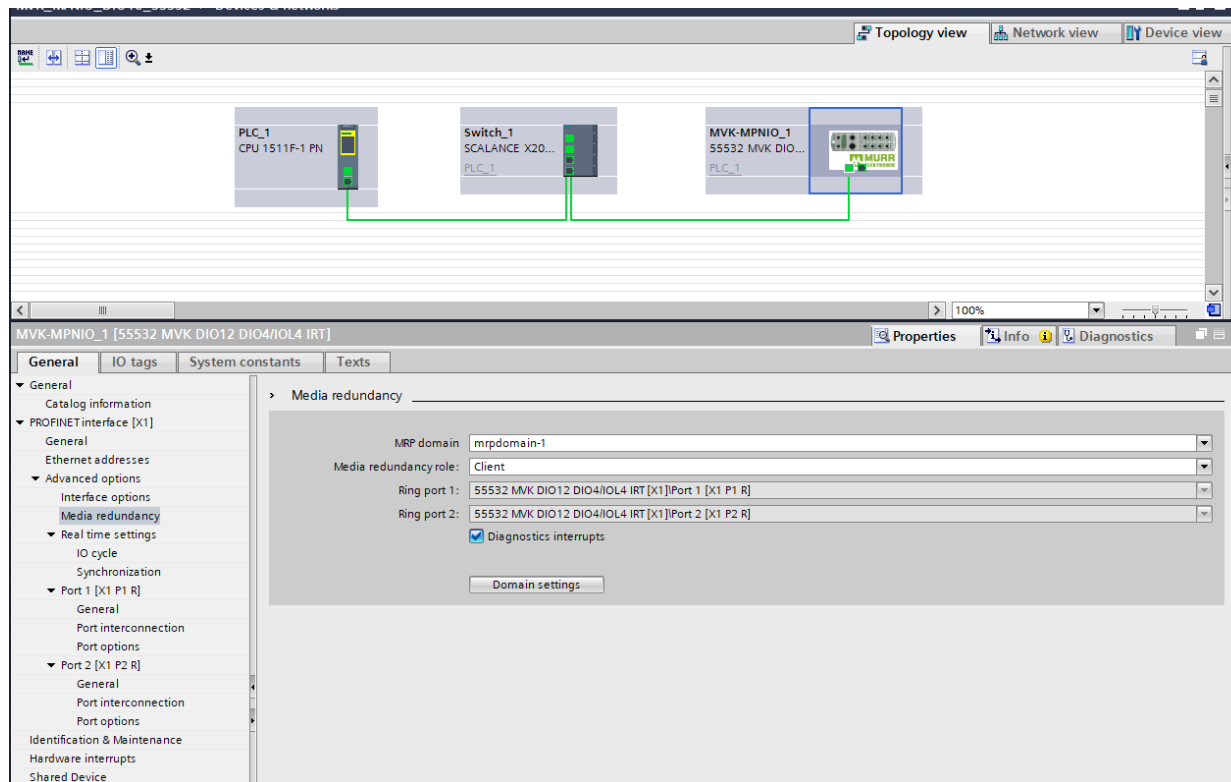 Topology view
Network view
Device view
PLC_1
CPU 1511F-1 PN
Switch_1
SCALANCE X20...
PLC_1
MVK-MPNIO_1
55532 MVK DIO...
PLC_1
MURR
100%
MVK-MPNIO_1 [55532 MVK DIO12 DIO4/IOL4 IRT]
Properties
Info
Diagnostics
General
IO tags
System constants
Texts
General
Catalog information
PROFINET interface [X1]
General
Ethernet addresses
Advanced options
Interface options
Media redundancy
Real time settings
IO cycle
Synchronization
Port 1 [X1 P1 R]
General
Port interconnection
Port options
Port 2 [X1 P2 R]
General
Port interconnection
Port options
Identification & Maintenance
Hardware interrupts
Shared Device
Media redundancy
MRP domain mrpdomain-1
Media redundancy role: Client
Ring port 1: 55532 MVK DIO12 DIO4/IOL4 IRT [X1]\Port 1 [X1 P1 R]
Ring port 2: 55532 MVK DIO12 DIO4/IOL4 IRT [X1]\Port 2 [X1 P2 R]
Diagnostics interrupts
Domain settings